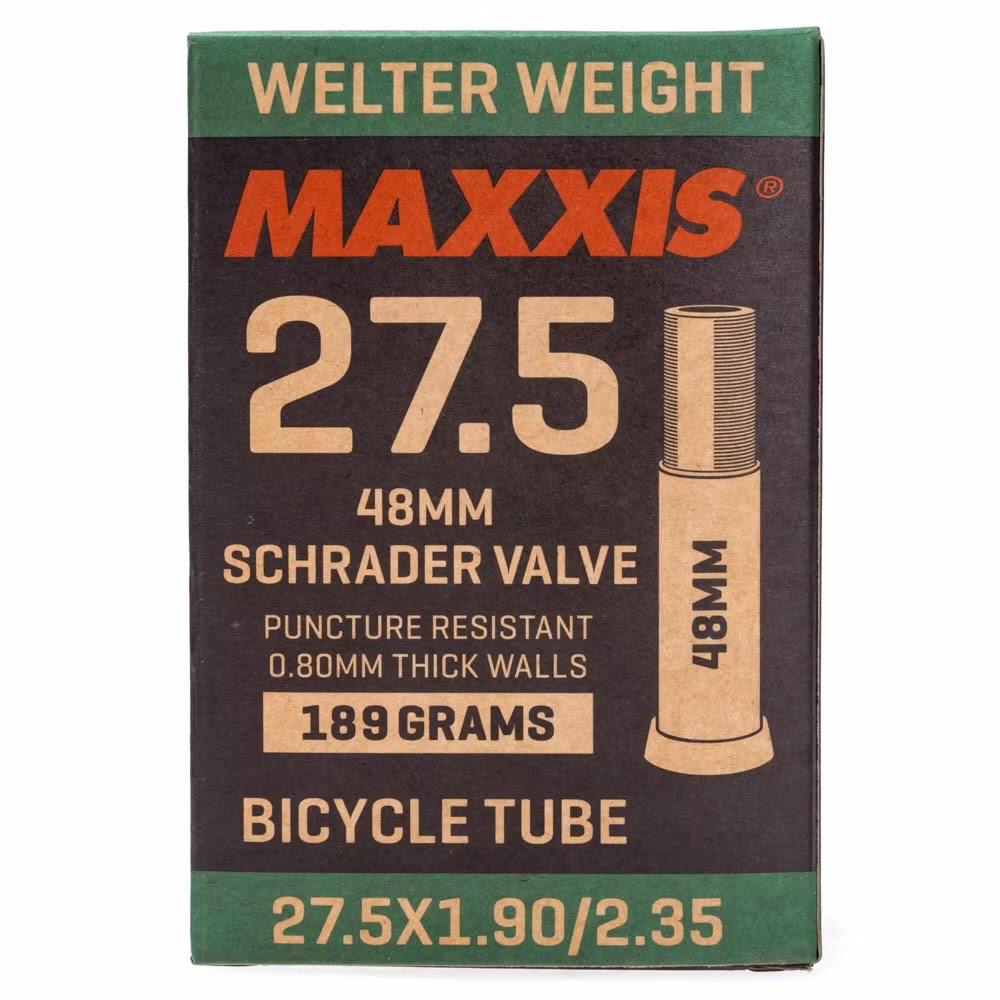 WELTER WEIGHT
MAXXIS®
27.5
48MM
SCHRADER VALVE
PUNCTURE RESISTANT
0.80MM THICK WALLS
189 GRAMS
48MM
BICYCLE TUBE
27.5X1.90/2.35